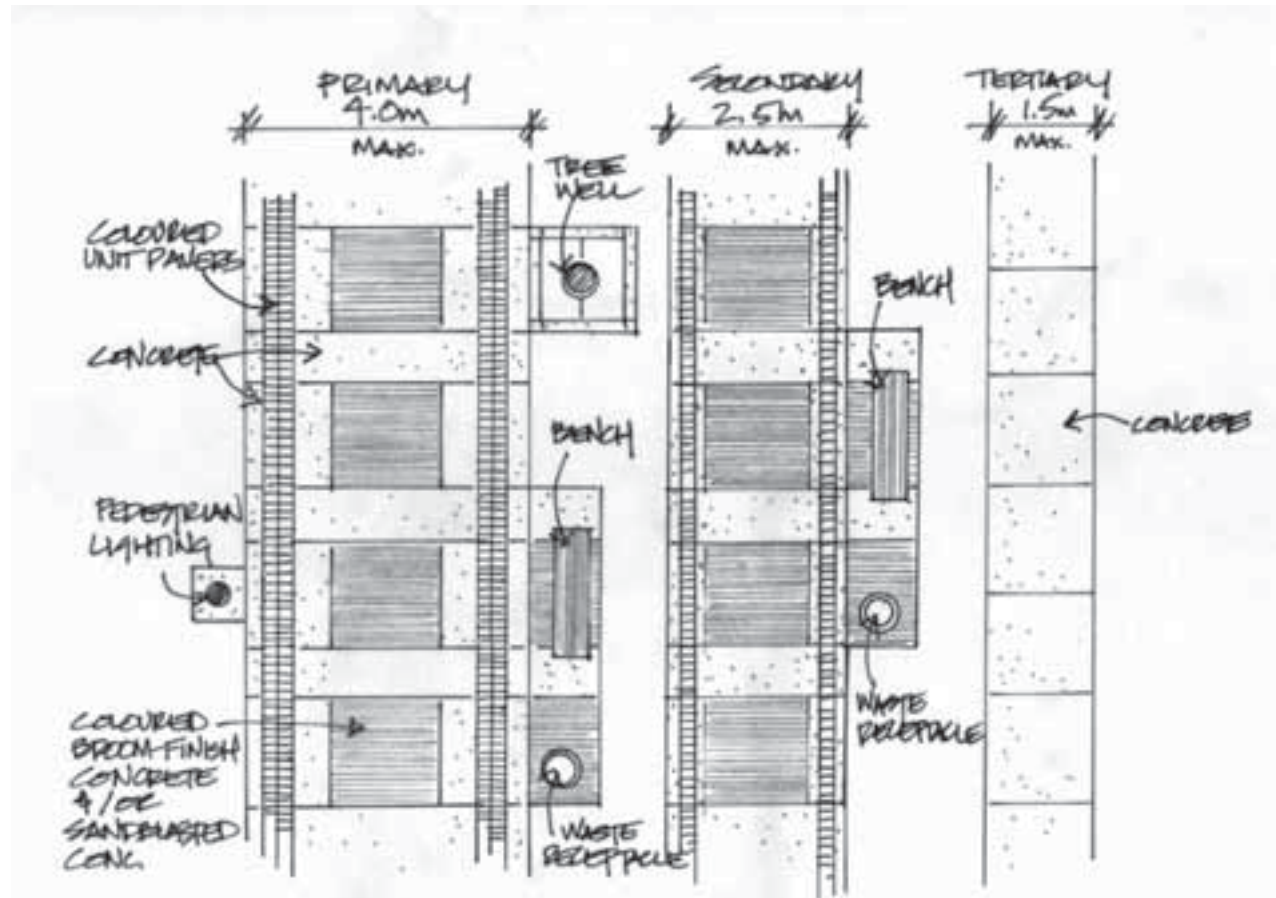 PRIMARY
4.0m
MAX.
SECONDARY
2.5m
MAX.
TERTIARY
1.5m
MAX.
TREE
WELL
COLOURED
UNIT PAVERS
BENCH
CONCRETE
BENCH
CONCRETE
PEDESTRIAN
LIGHTING
COLOURED
BROOM-FINISH
CONCRETE
& / OR
SANDBLASTED
CONC.
WASTE
RECEPTACLE
WASTE
RECEPTACLE